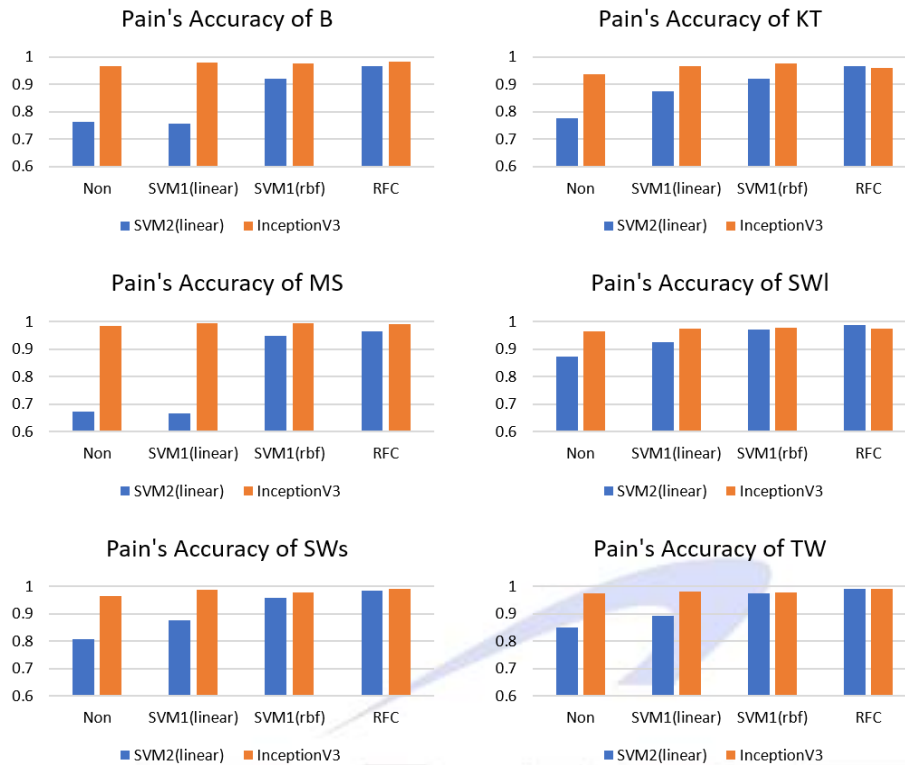 Pain's Accuracy of B
1
0.9
0.8
0.7
0.6
Non SVM1(linear) SVM1(rbf) RFC
SVM2(linear) InceptionV3
Pain's Accuracy of KT
1
0.9
0.8
0.7
0.6
Non SVM1(linear) SVM1(rbf) RFC
SVM2(linear) InceptionV3
Pain's Accuracy of MS
1
0.9
0.8
0.7
0.6
Non SVM1(linear) SVM1(rbf) RFC
SVM2(linear) InceptionV3
Pain's Accuracy of SWl
1
0.9
0.8
0.7
0.6
Non SVM1(linear) SVM1(rbf) RFC
SVM2(linear) InceptionV3
Pain's Accuracy of SWs
1
0.9
0.8
0.7
0.6
Non SVM1(linear) SVM1(rbf) RFC
SVM2(linear) InceptionV3
Pain's Accuracy of TW
1
0.9
0.8
0.7
0.6
Non SVM1(linear) SVM1(rbf) RFC
SVM2(linear) InceptionV3